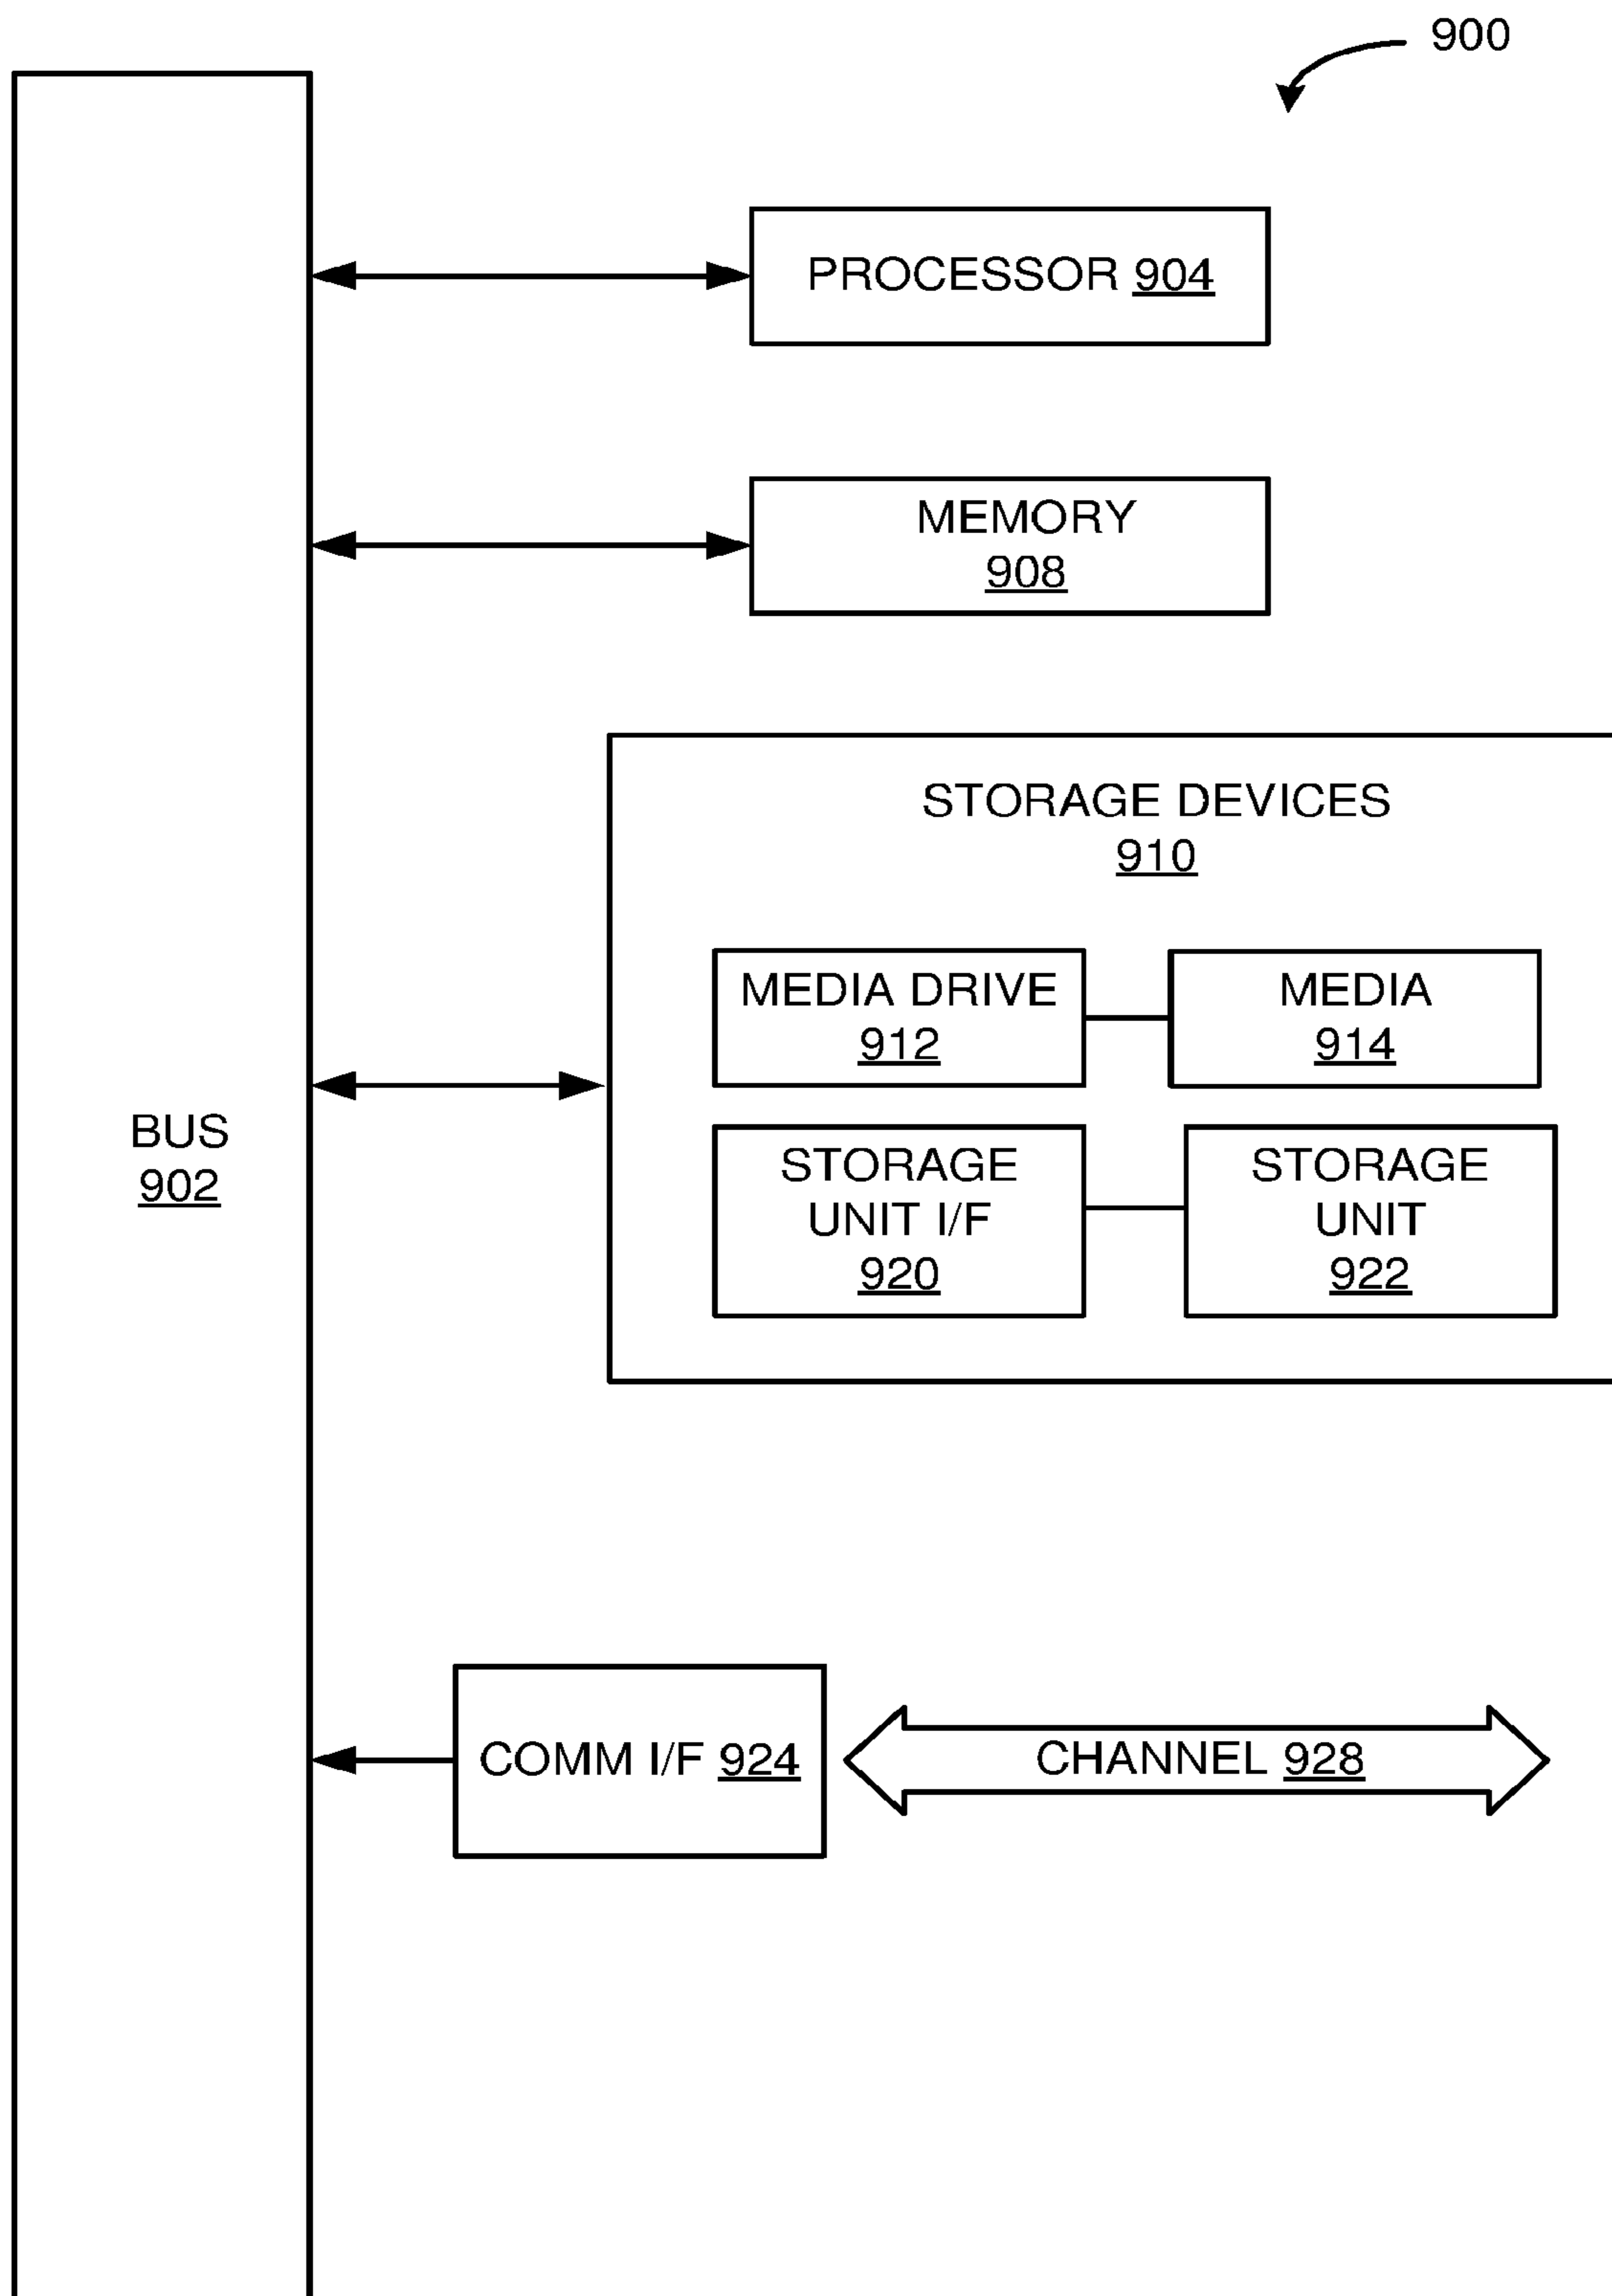 900
PROCESSOR 904
MEMORY
908
STORAGE DEVICES
910
MEDIA DRIVE
912
MEDIA
914
BUS
902
STORAGE
UNIT I/F
920
STORAGE
UNIT
922
COMM I/F 924
CHANNEL 928